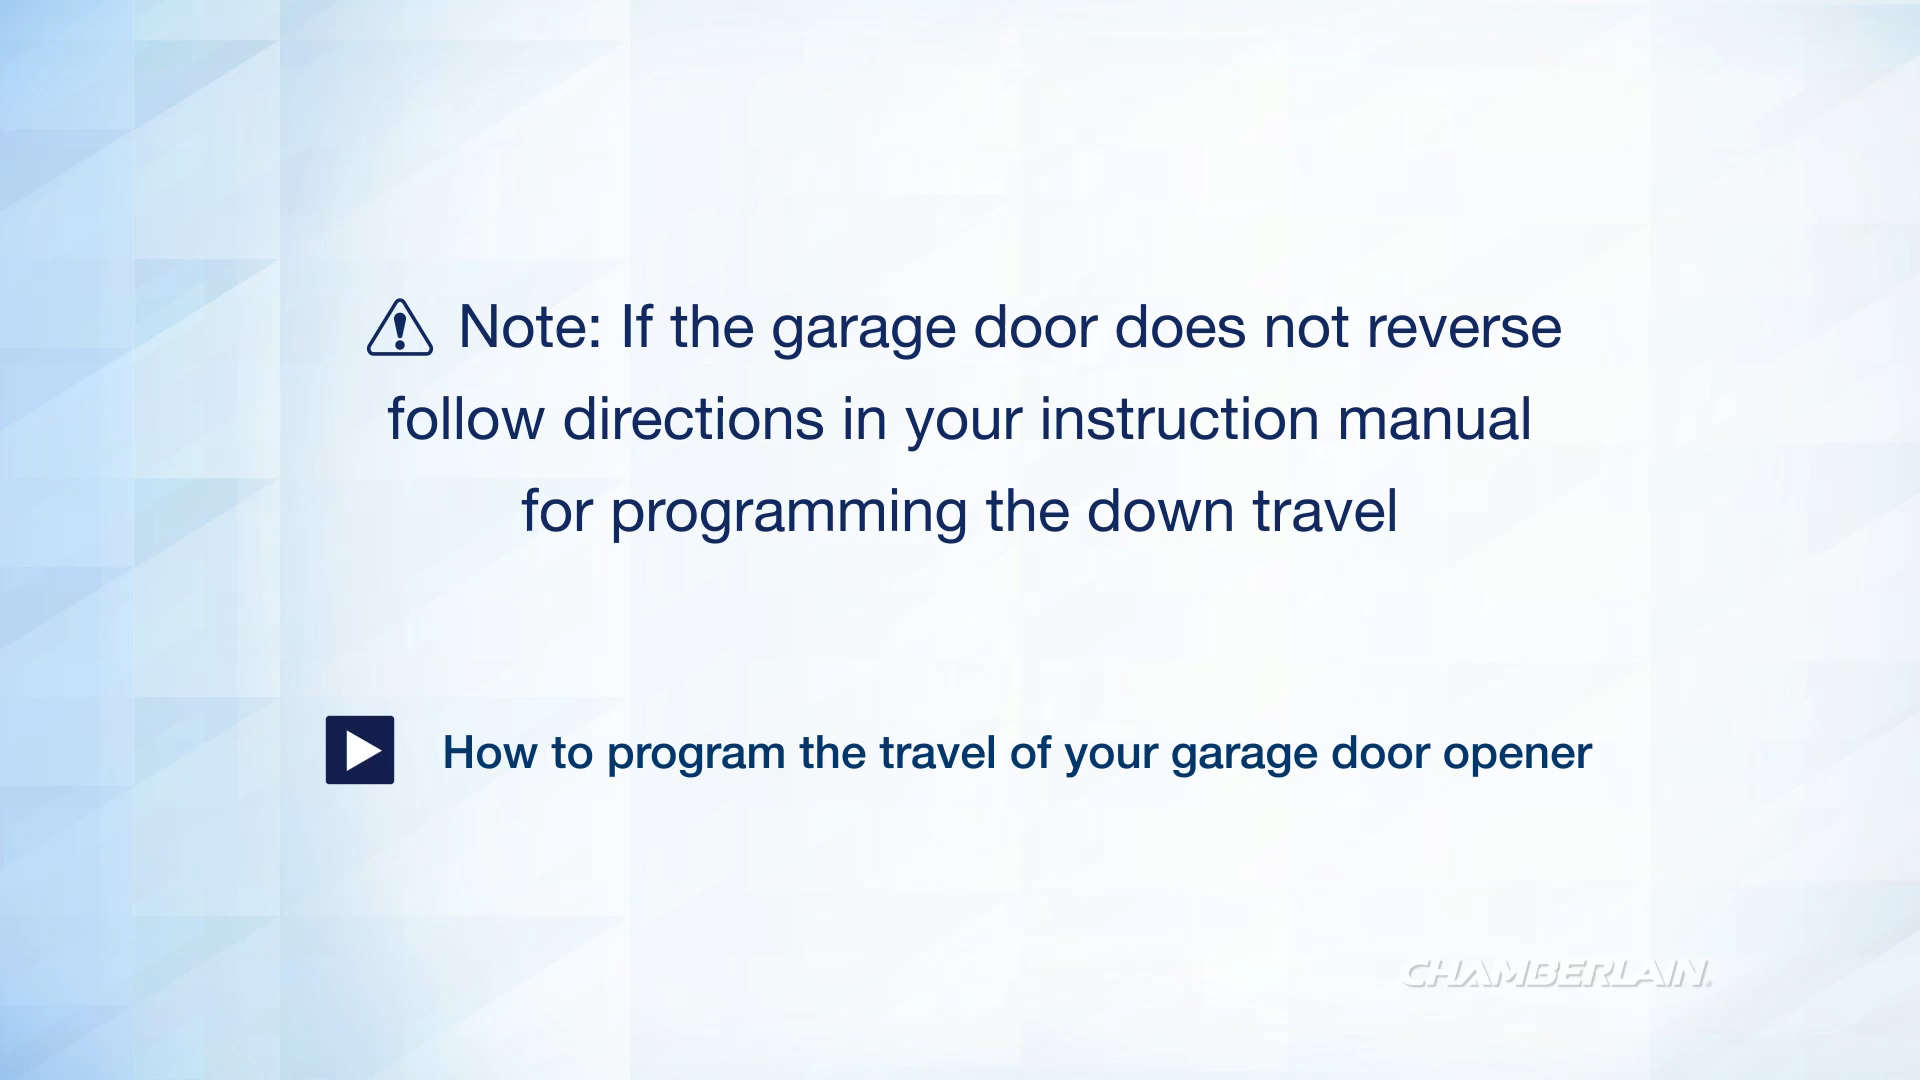 Note: If the garage door does not reverse
follow directions in your instruction manual
for programming the down travel
How to program the travel of your garage door opener
CHAMBERLAIN®